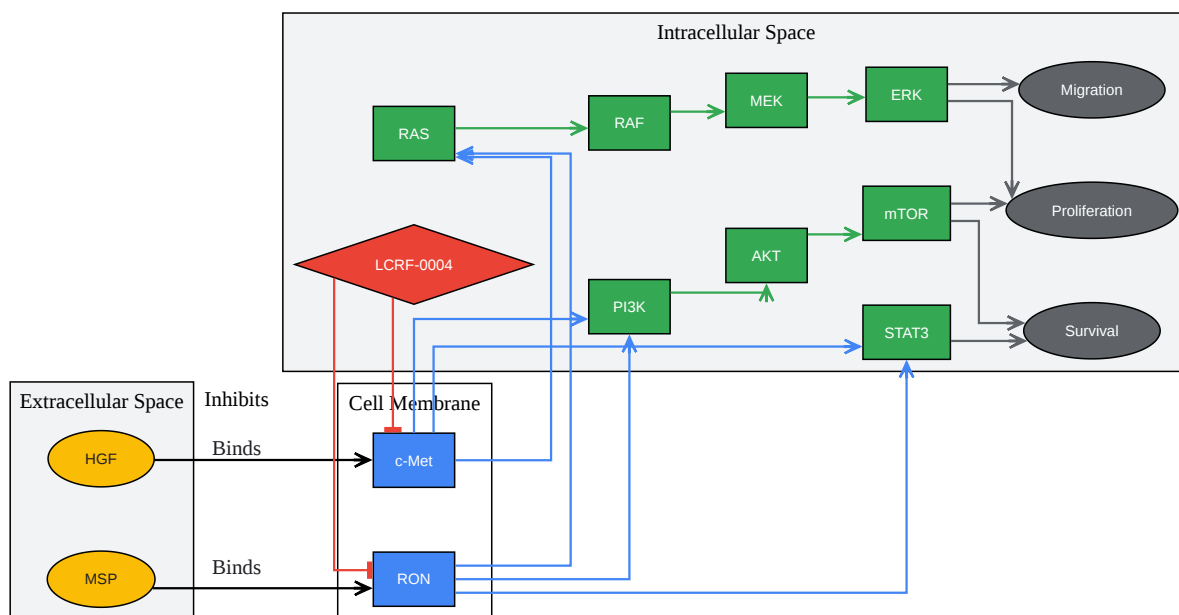 Intracellular Space
MEK
ERK
Migration
RAS
RAF
mTOR
Proliferation
LCRF-0004
AKT
PI3K
STAT3
Survival
Extracellular Space
Inhibits
Cell Membrane
HGF
Binds
c-Met
MSP
Binds
RON